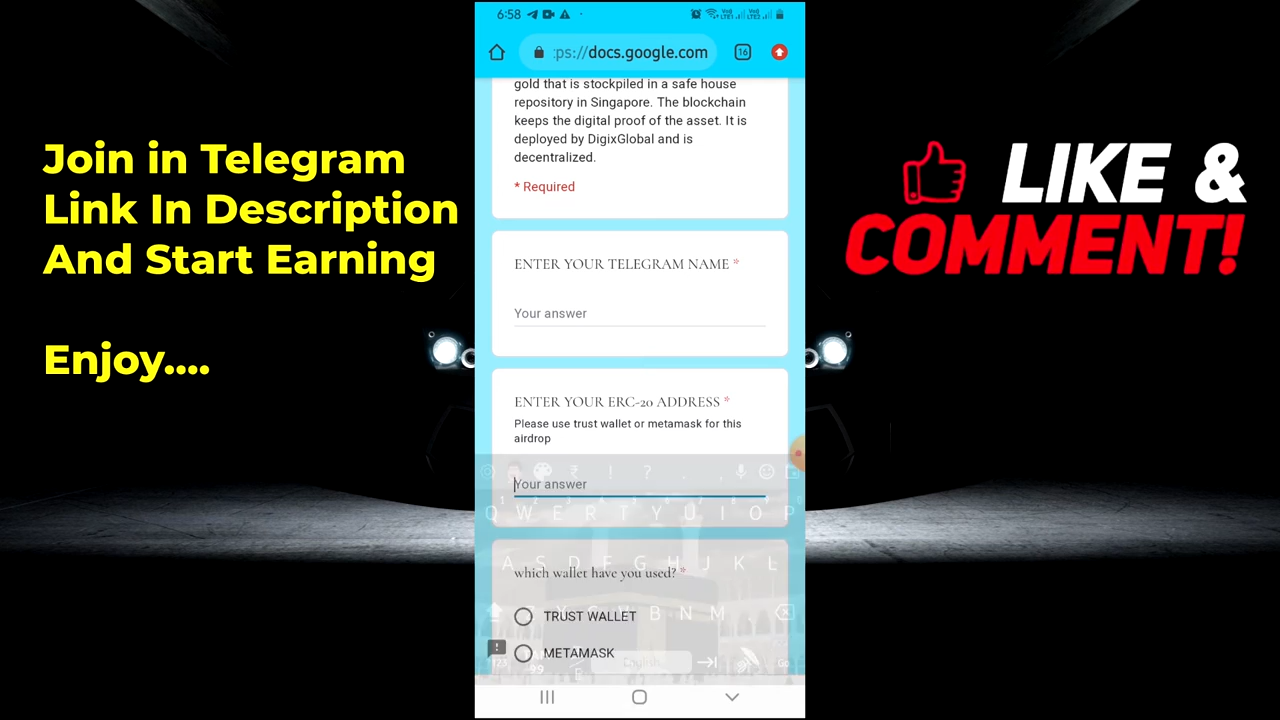 Join in Telegram
Link In Description
And Start Earning
Enjoy....
6:58
:ps://docs.google.com
16
gold that is stockpiled in a safe house
repository in Singapore. The blockchain
keeps the digital proof of the asset. It is
deployed by DigixGlobal and is
decentralized.
* Required
ENTER YOUR TELEGRAM NAME *
Your answer
ENTER YOUR ERC-20 ADDRESS *
Please use trust wallet or metamask for this
airdrop
Your answer
Q W E R T Y U I O P
A S D F G H J K L
which wallet have you used? *
TRUST WALLET
METAMASK
LIKE &
COMMENT!